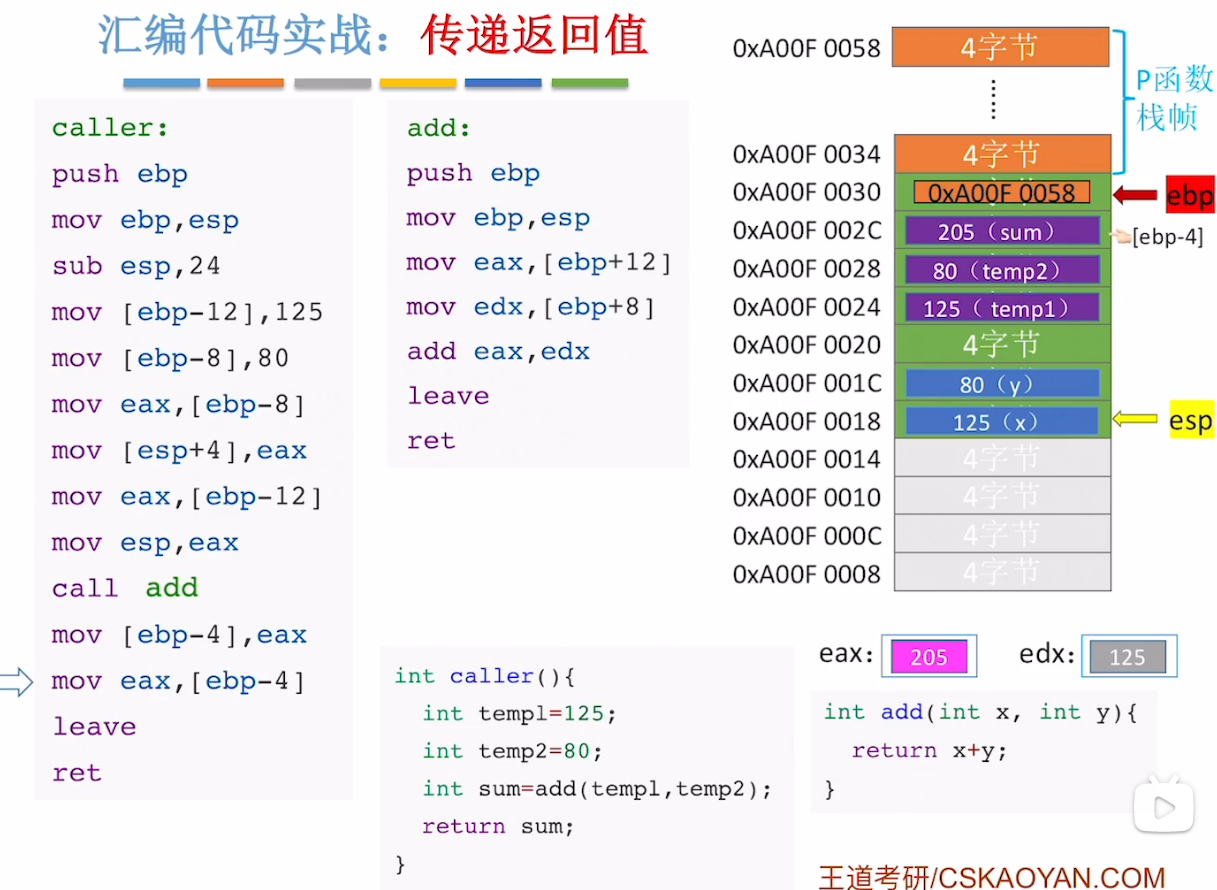 汇编代码实战：传递返回值
caller:
push ebp
mov ebp,esp
sub esp,24
mov [ebp-12],125
mov [ebp-8],80
mov eax,[ebp-8]
mov [esp+4],eax
mov eax,[ebp-12]
mov esp,eax
call add
mov [ebp-4],eax
mov eax,[ebp-4]
leave
ret
add:
push ebp
mov ebp,esp
mov eax,[ebp+12]
mov edx,[ebp+8]
add eax,edx
leave
ret
int caller(){
int templ=125;
int temp2=80;
int sum=add(templ,temp2);
return sum;
}
0xA00F 0058 4字节
P函数
栈帧
0xA00F 0034 4字节
0xA00F 0030 0xA00F 0058 ebp
0xA00F 002C 205（sum） [ebp-4]
0xA00F 0028 80（temp2）
0xA00F 0024 125（ temp1）
0xA00F 0020 4字节
0xA00F 001C 80（y）
0xA00F 0018 125（x） esp
0xA00F 0014 4字节
0xA00F 0010 4字节
0xA00F 000C 4字节
0xA00F 0008 4字节
eax: 205 edx: 125
int add(int x, int y){
return x+y;
}
王道考研/CSKAOYAN.COM